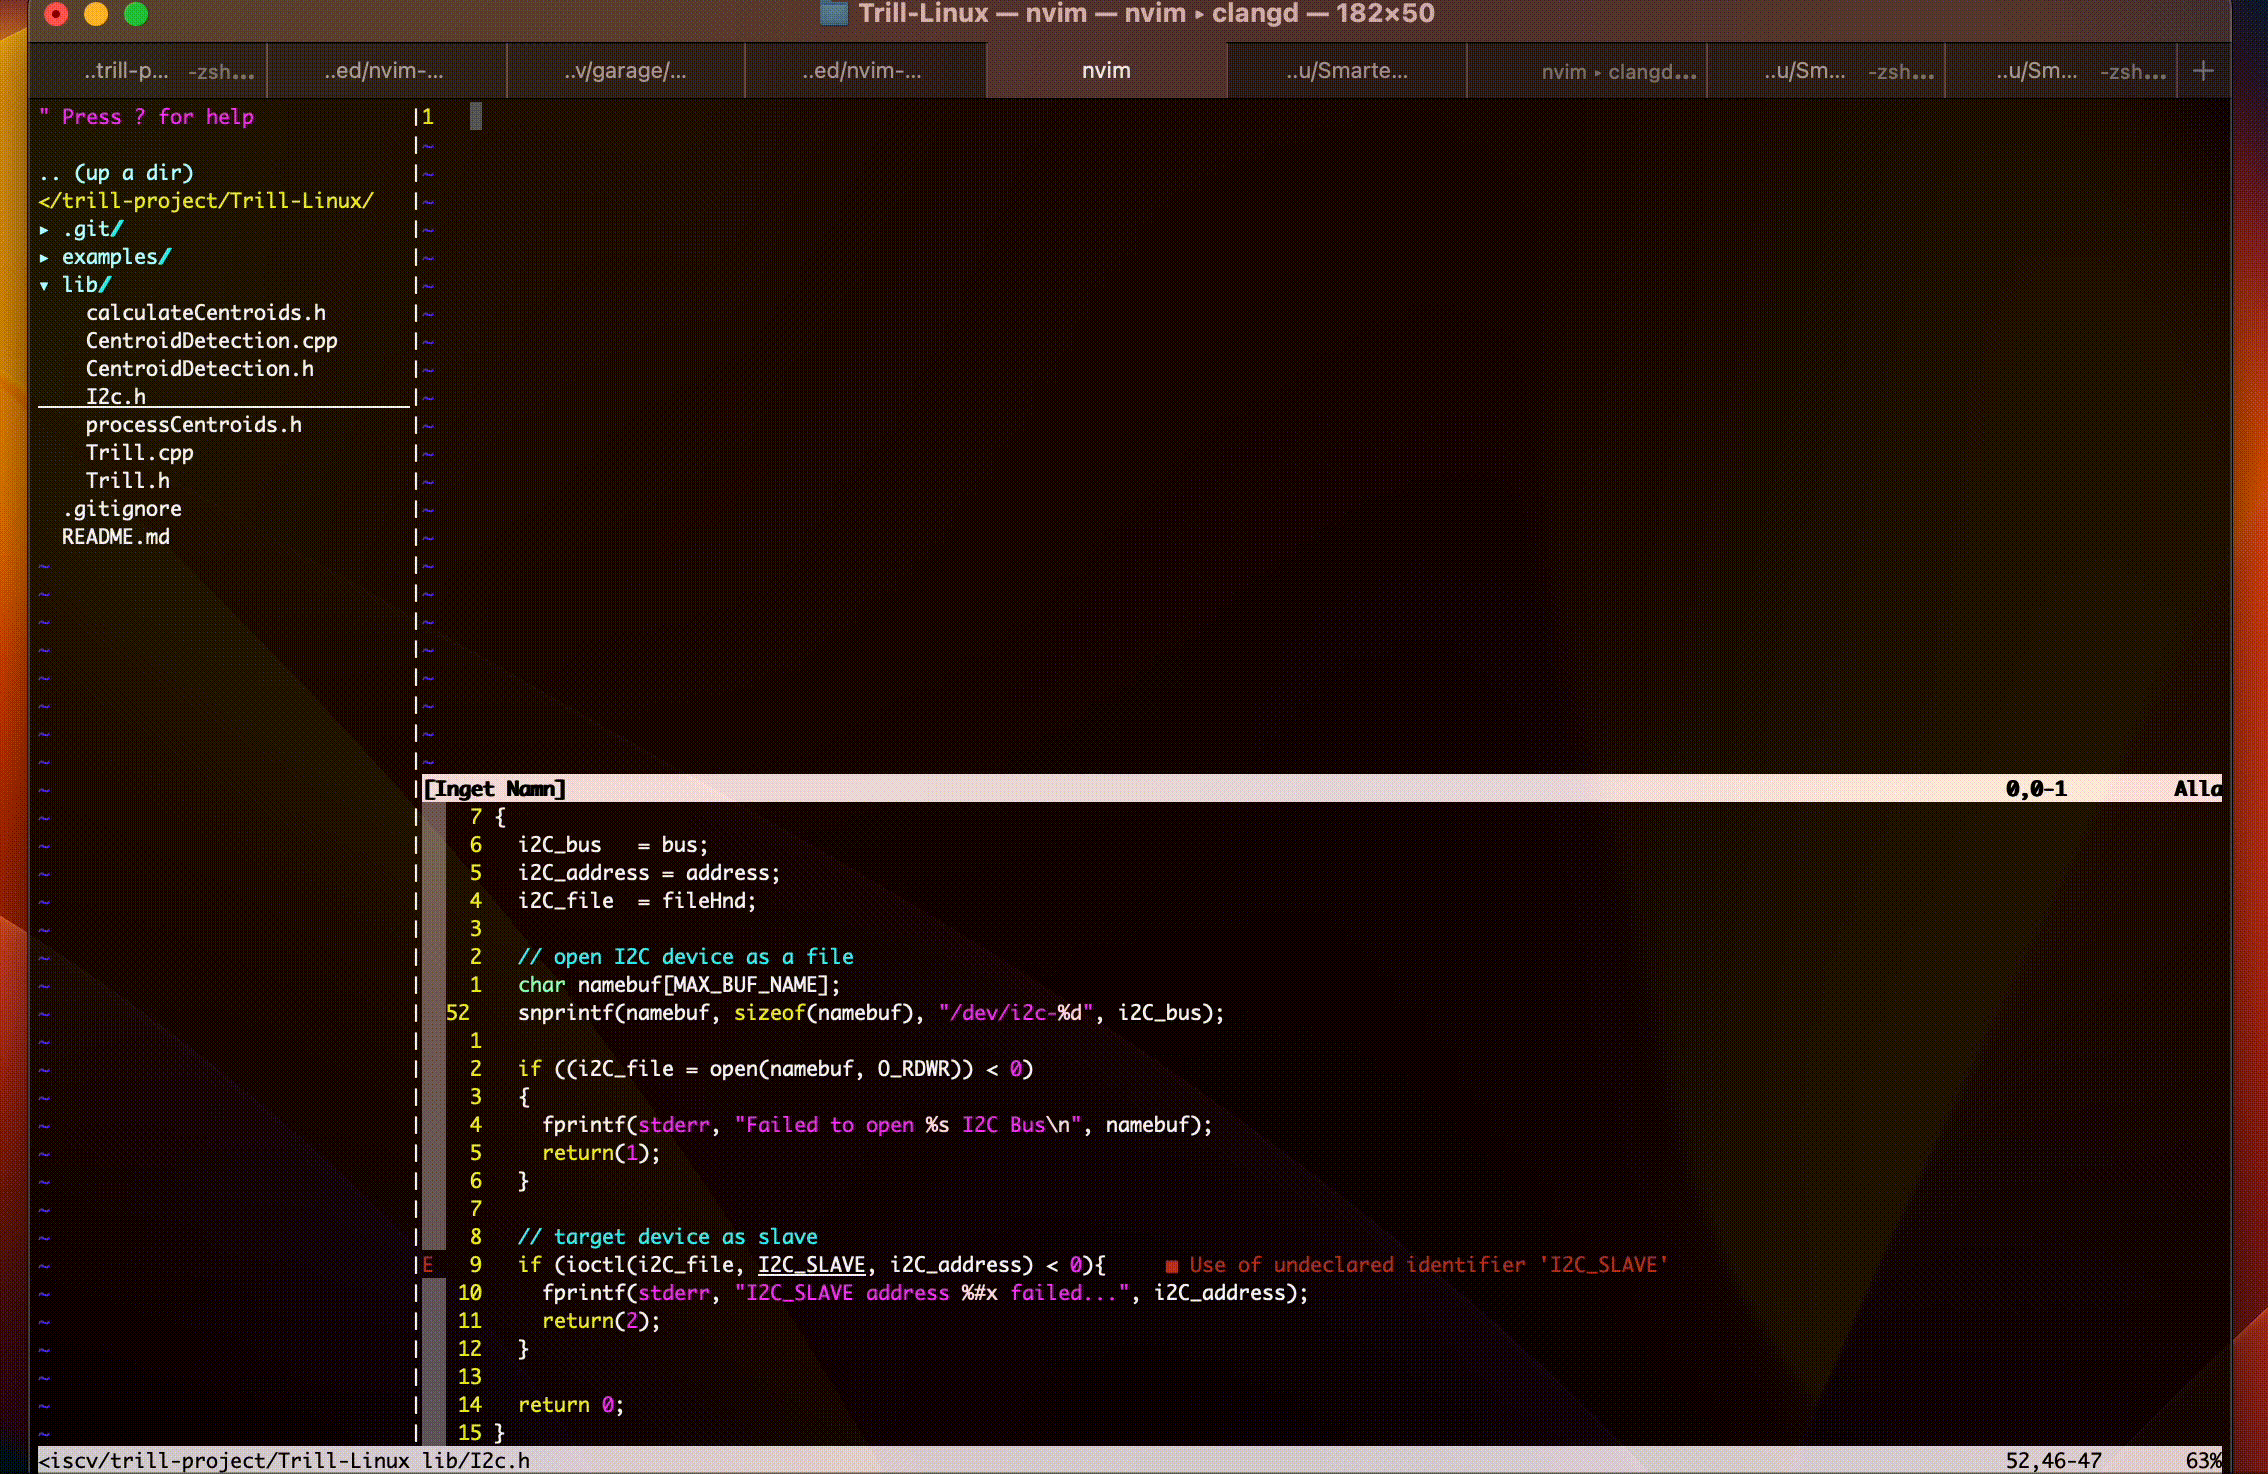 Trill-Linux — nvim — nvim ▸ clangd — 182×50
..trill-p... -zsh... ..ed/nvim-... ..v/garage/... ..ed/nvim-... nvim ..u/Smarte... nvim ▸ clangd... ..u/Sm... -zsh... ..u/Sm... -zsh... +
" Press ? for help
.. (up a dir)
</trill-project/Trill-Linux/
▸ .git/
▸ examples/
▾ lib/
calculateCentroids.h
CentroidDetection.cpp
CentroidDetection.h
I2c.h
processCentroids.h
Trill.cpp
Trill.h
.gitignore
README.md
1
[Inget Namn] 0,0-1 Alla
7 {
6 i2C_bus   = bus;
5 i2C_address = address;
4 i2C_file  = fileHnd;
3
2 // open I2C device as a file
1 char namebuf[MAX_BUF_NAME];
52 snprintf(namebuf, sizeof(namebuf), "/dev/i2c-%d", i2C_bus);
1
2 if ((i2C_file = open(namebuf, O_RDWR)) < 0)
3 {
4 fprintf(stderr, "Failed to open %s I2C Bus\n", namebuf);
5 return(1);
6 }
7
8 // target device as slave
E 9 if (ioctl(i2C_file, I2C_SLAVE, i2C_address) < 0){ ■ Use of undeclared identifier 'I2C_SLAVE'
10 fprintf(stderr, "I2C_SLAVE address %#x failed...", i2C_address);
11 return(2);
12 }
13
14 return 0;
15 }
<iscv/trill-project/Trill-Linux lib/I2c.h 52,46-47 63%